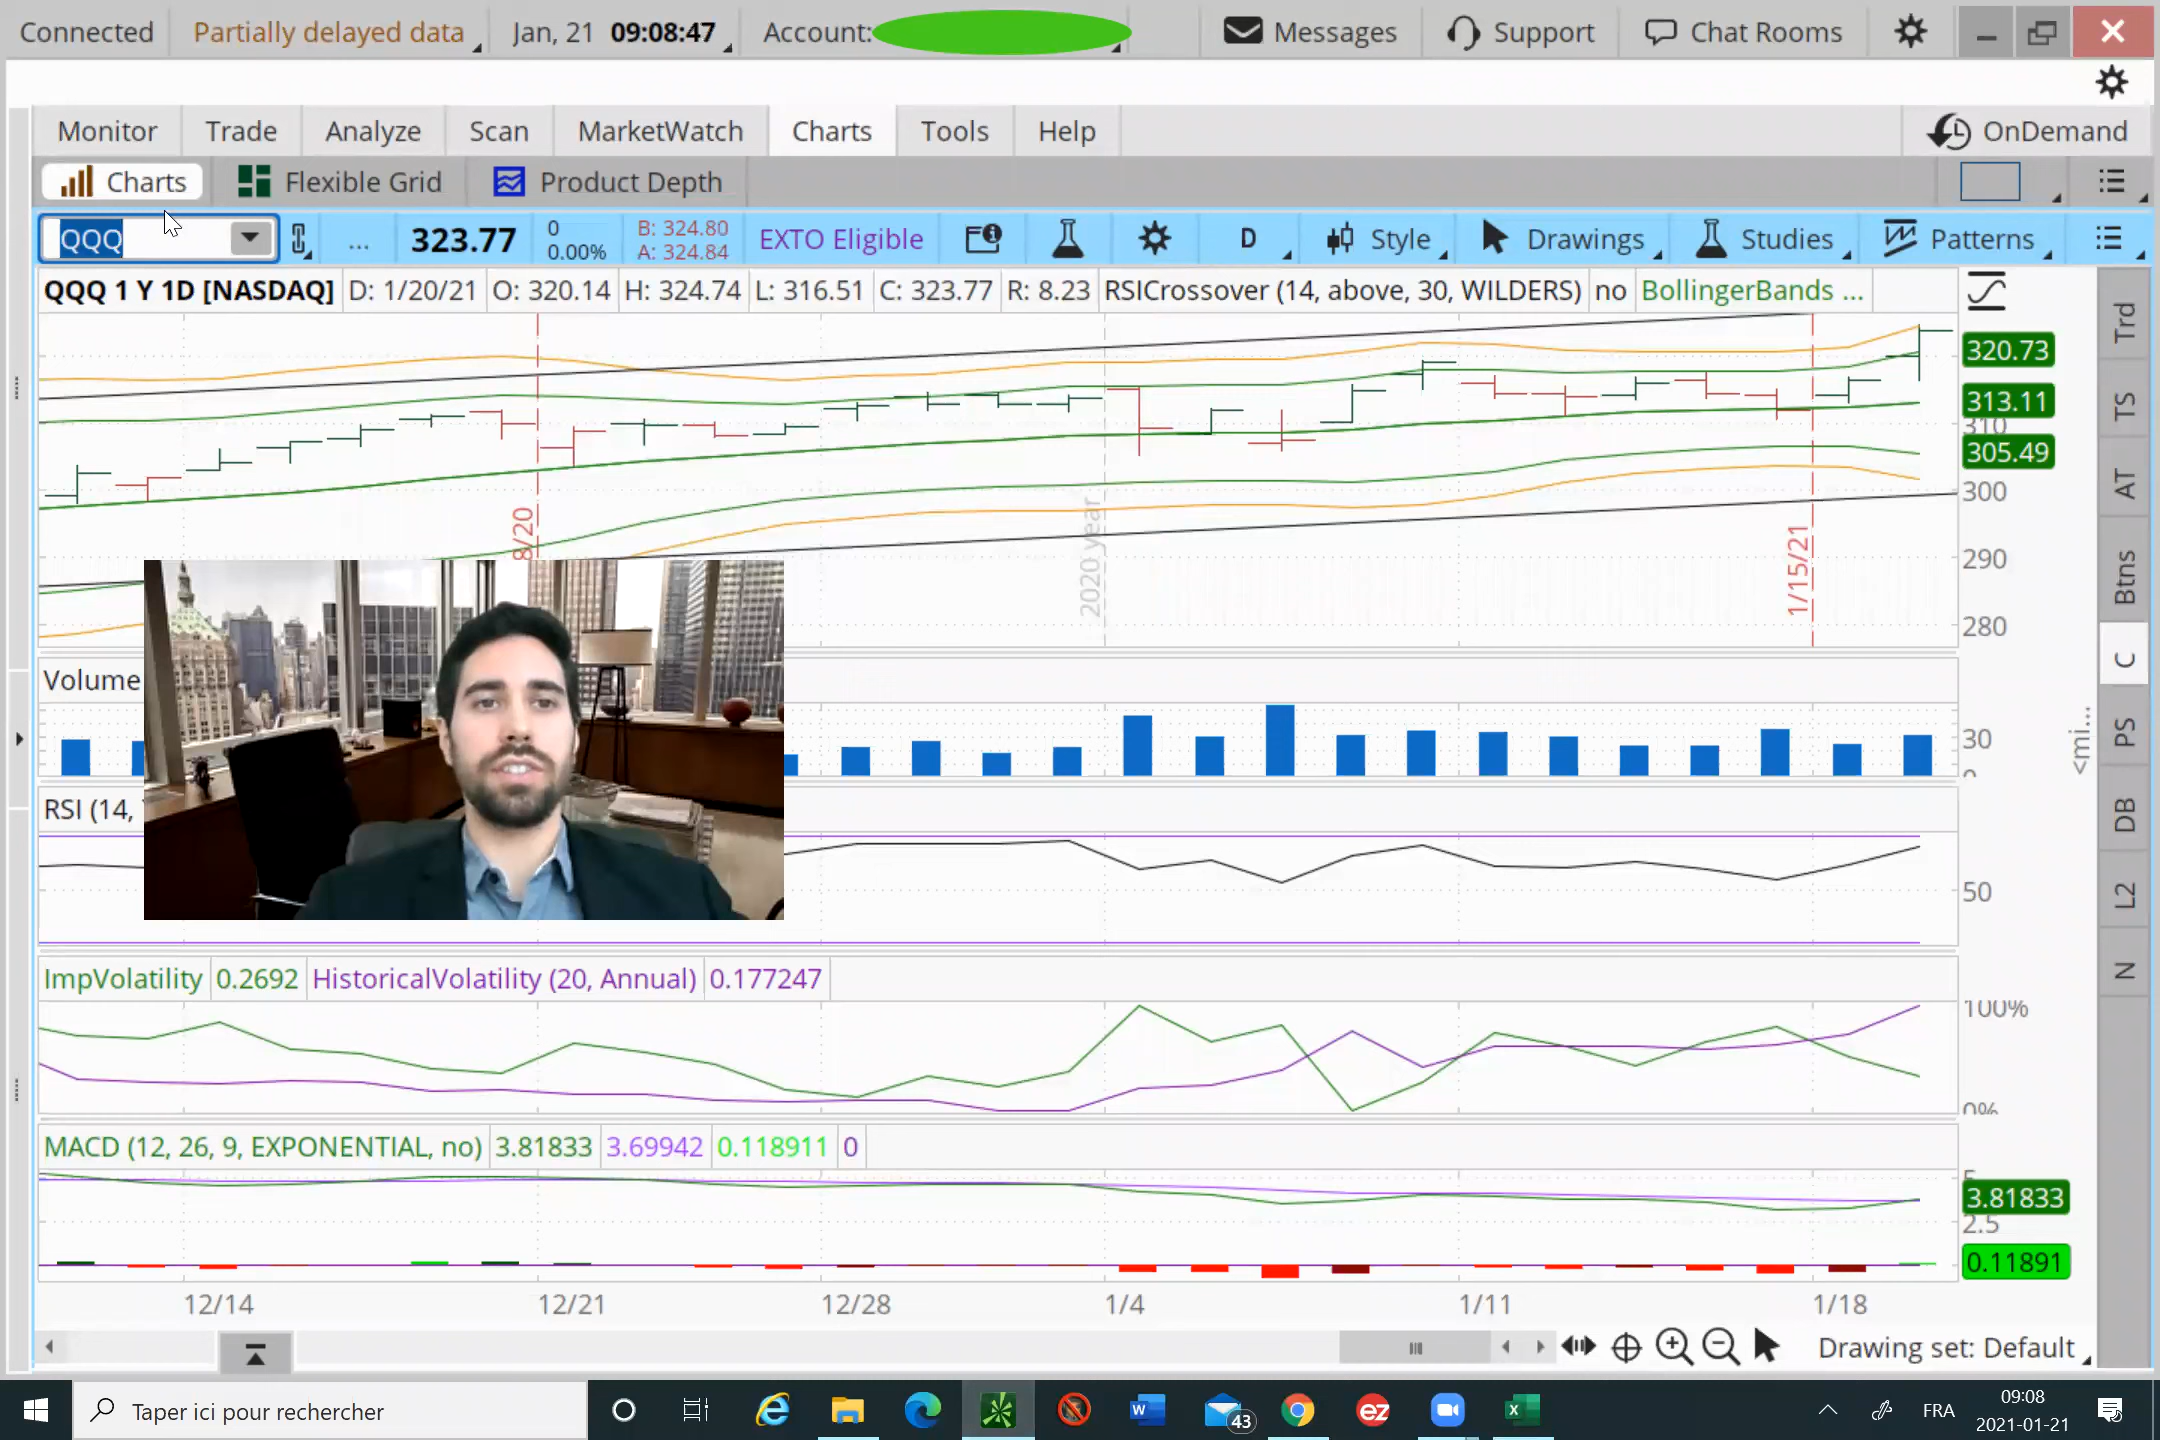 Connected Partially delayed data Jan, 21 09:08:47 Account: Messages Support Chat Rooms
Monitor Trade Analyze Scan MarketWatch Charts Tools Help OnDemand
Charts Flexible Grid Product Depth
QQQ ... 323.77 0 0.00% B: 324.80 A: 324.84 EXTO Eligible D Style Drawings Studies Patterns
QQQ 1 Y 1D [NASDAQ] D: 1/20/21 O: 320.14 H: 324.74 L: 316.51 C: 323.77 R: 8.23 RSICrossover (14, above, 30, WILDERS) no BollingerBands ...
320.73
313.11
310
305.49
300
290
280
8/20
2020 year
1/15/21
Trd
TS
AT
Btns
C
PS
DB
L2
N
<mi...
Volume
30
0
RSI (14,
50
ImpVolatility 0.2692 HistoricalVolatility (20, Annual) 0.177247
100%
0%
MACD (12, 26, 9, EXPONENTIAL, no) 3.81833 3.69942 0.118911 0
5
3.81833
2.5
0.11891
12/14 12/21 12/28 1/4 1/11 1/18
Drawing set: Default
Taper ici pour rechercher
43
ez
FRA
09:08
2021-01-21